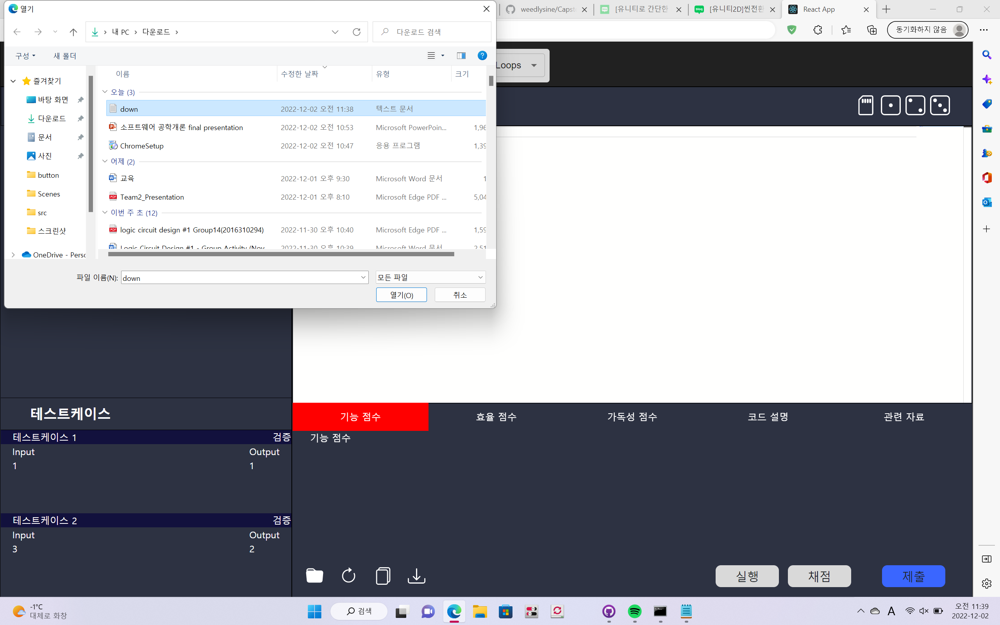 열기
weedlysine/Capst
[유니티로 간단한
[유니티2D]씬전환
React App
내 PC
다운로드
다운로드 검색
동기화하지 않음
구성
새 폴더
Loops
이름
수정한 날짜
유형
크기
즐겨찾기
바탕 화면
다운로드
문서
사진
button
Scenes
src
스크린샷
OneDrive - Perso
오늘 (3)
down 2022-12-02 오전 11:38 텍스트 문서
소프트웨어 공학개론 final presentation 2022-12-02 오전 10:53 Microsoft PowerPoin... 1,96
ChromeSetup 2022-12-02 오전 10:47 응용 프로그램 1,39
어제 (2)
교육 2022-12-01 오후 9:30 Microsoft Word 문서 1
Team2_Presentation 2022-12-01 오후 8:10 Microsoft Edge PDF ... 5,04
이번 주 초 (12)
logic circuit design #1 Group14(2016310294) 2022-11-30 오후 10:40 Microsoft Edge PDF ... 1,59
Logic Circuit Design #1 - Group Activity (Nov 2022-11-30 오후 10:39 Microsoft Word 문서 2,51
파일 이름(N): down
모든 파일
열기(O)
취소
테스트케이스
테스트케이스 1 검증
Input Output
1 1
테스트케이스 2 검증
Input Output
3 2
기능 점수
효율 점수
가독성 점수
코드 설명
관련 자료
기능 점수
실행
채점
제출
-1°C
대체로 화창
검색
A
오전 11:39
2022-12-02